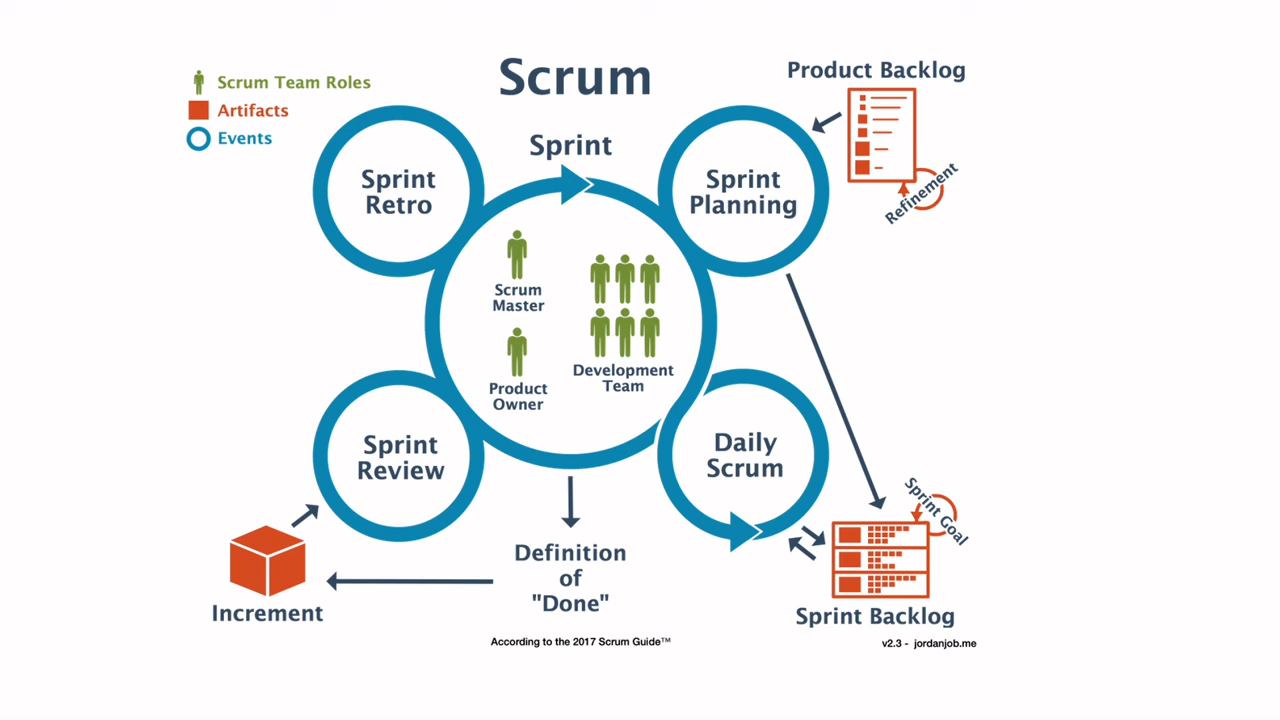 Scrum
Scrum Team Roles
Artifacts
Events
Product Backlog
Refinement
Sprint
Sprint
Retro
Sprint
Planning
Scrum
Master
Product
Owner
Development
Team
Sprint
Review
Daily
Scrum
Sprint Goal
Definition
of
"Done"
Increment
Sprint Backlog
According to the 2017 Scrum Guide™
v2.3 - jordanjob.me